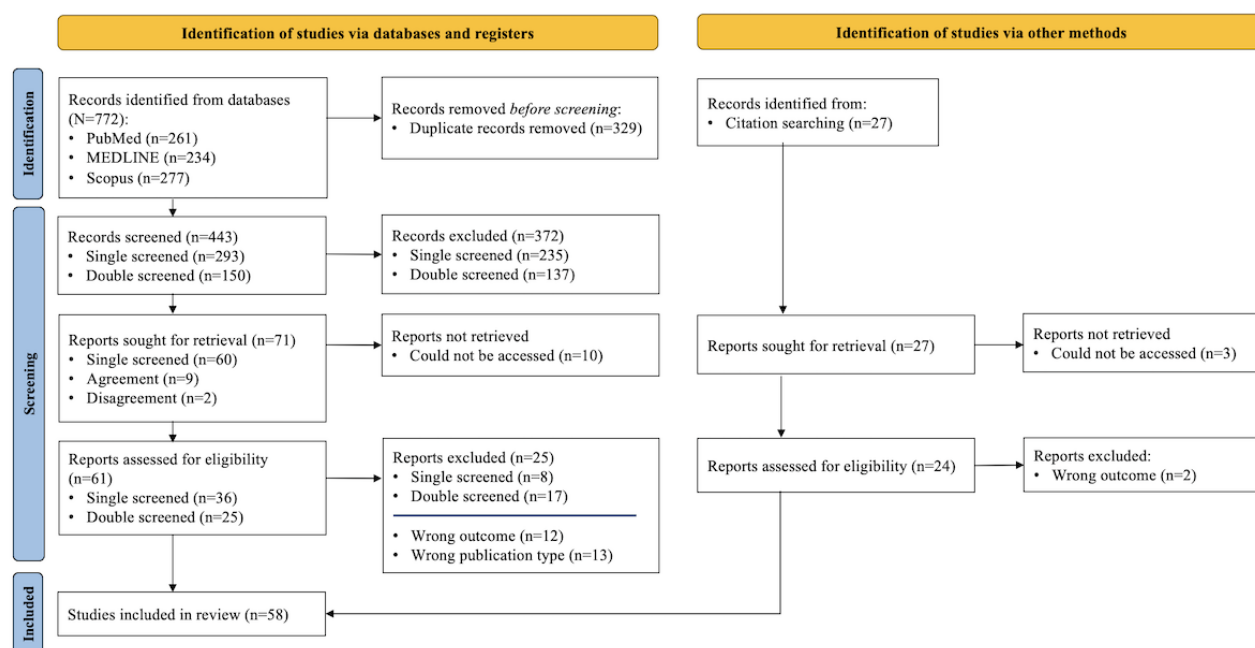 Identification of studies via databases and registers
Identification of studies via other methods
Identification
Records identified from databases
(N=772):
• PubMed (n=261)
• MEDLINE (n=234)
• Scopus (n=277)
Records removed before screening:
• Duplicate records removed (n=329)
Records identified from:
• Citation searching (n=27)
Screening
Records screened (n=443)
• Single screened (n=293)
• Double screened (n=150)
Records excluded (n=372)
• Single screened (n=235)
• Double screened (n=137)
Reports sought for retrieval (n=71)
• Single screened (n=60)
• Agreement (n=9)
• Disagreement (n=2)
Reports not retrieved
• Could not be accessed (n=10)
Reports sought for retrieval (n=27)
Reports not retrieved
• Could not be accessed (n=3)
Reports assessed for eligibility
(n=61)
• Single screened (n=36)
• Double screened (n=25)
Reports excluded (n=25)
• Single screened (n=8)
• Double screened (n=17)
• Wrong outcome (n=12)
• Wrong publication type (n=13)
Reports assessed for eligibility (n=24)
Reports excluded:
• Wrong outcome (n=2)
Included
Studies included in review (n=58)